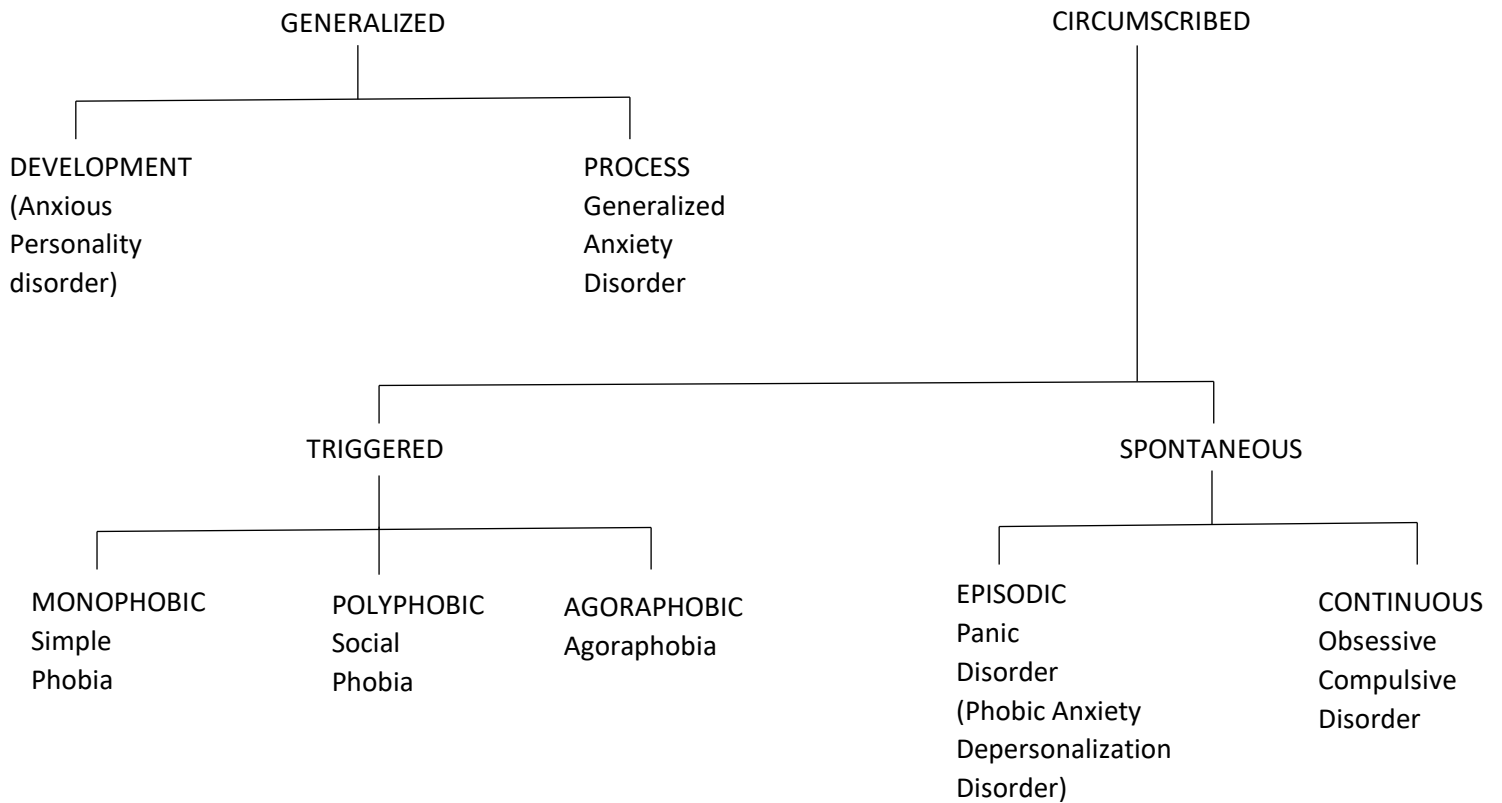 GENERALIZED
CIRCUMSCRIBED
DEVELOPMENT
(Anxious
Personality
disorder)
PROCESS
Generalized
Anxiety
Disorder
TRIGGERED
SPONTANEOUS
MONOPHOBIC
Simple
Phobia
POLYPHOBIC
Social
Phobia
AGORAPHOBIC
Agoraphobia
EPISODIC
Panic
Disorder
(Phobic Anxiety
Depersonalization
Disorder)
CONTINUOUS
Obsessive
Compulsive
Disorder